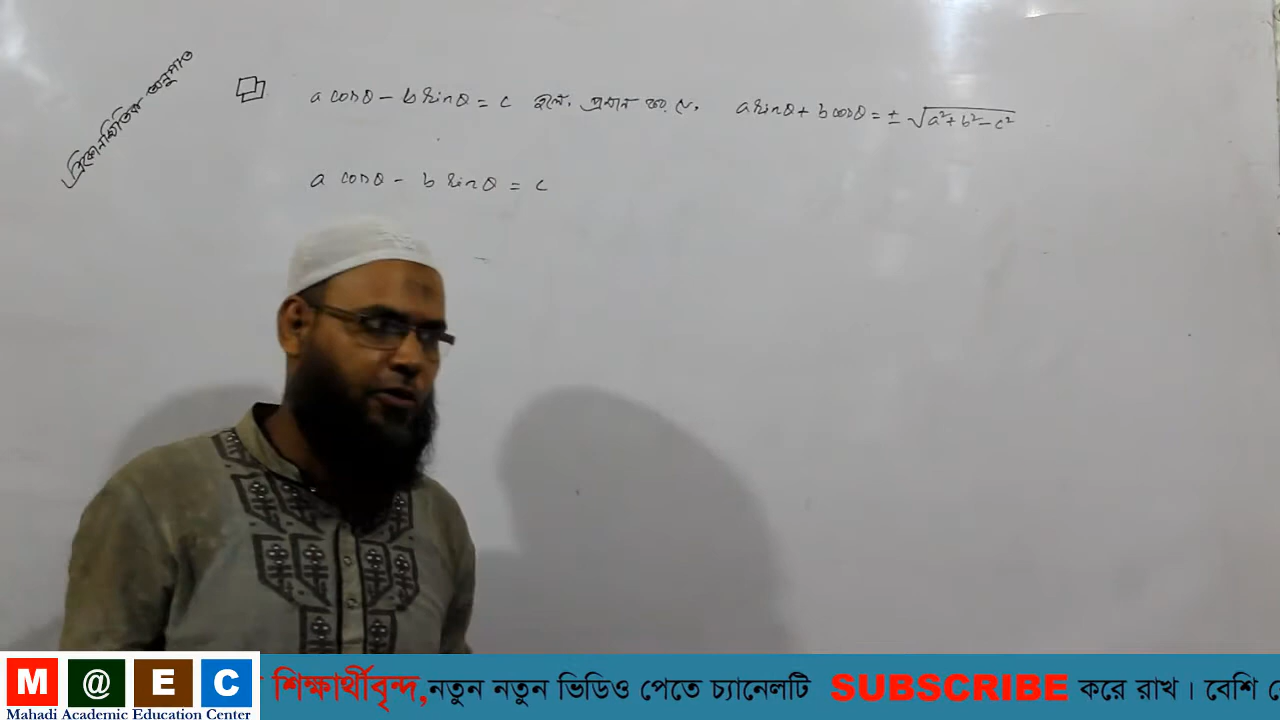 ত্রিকোনমিতিক অনুপাত
a cosθ - b sinθ = c হলে, প্রমান কর যে, a sinθ + b cosθ = ± √a²+b²-c²
a cosθ - b sinθ = c
M @ E C
Mahadi Academic Education Center
শিক্ষার্থীবৃন্দ,নতুন নতুন ভিডিও পেতে চ্যানেলটি SUBSCRIBE করে রাখ। বেশি